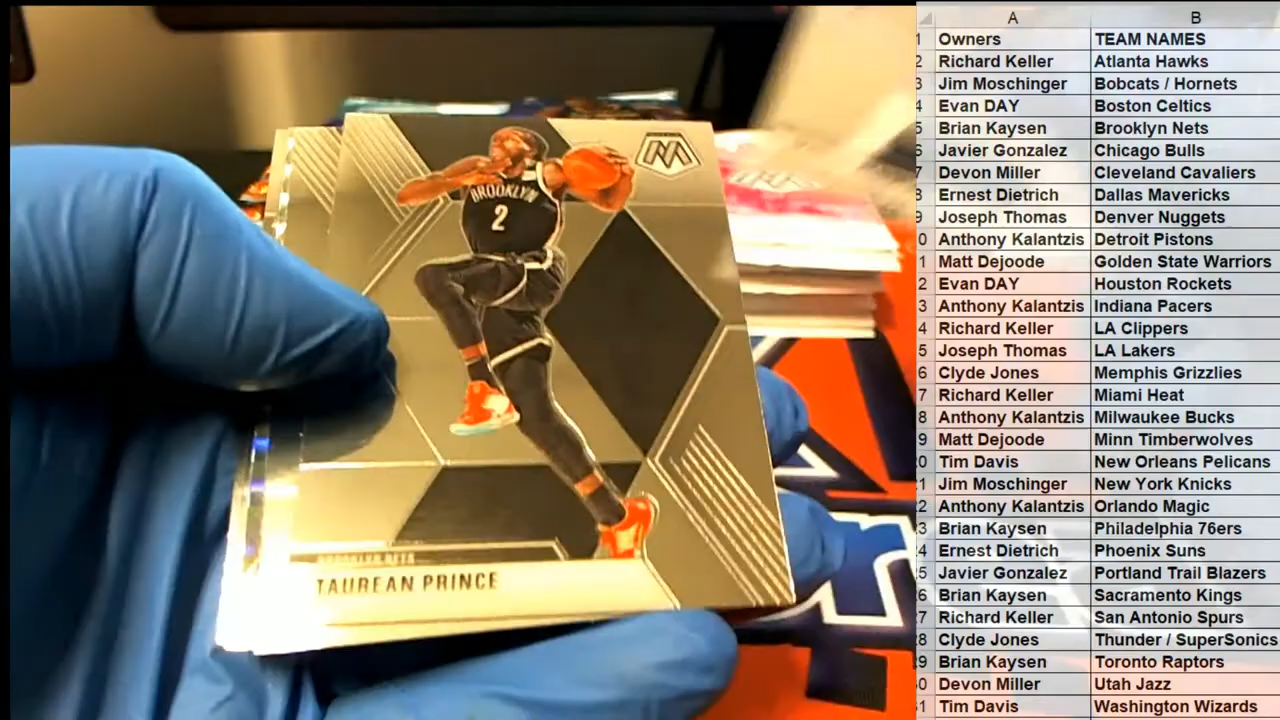 BROOKLYN
2
M
BROOKLYN NETS
TAUREAN PRINCE
A B
1 Owners TEAM NAMES
2 Richard Keller Atlanta Hawks
3 Jim Moschinger Bobcats / Hornets
4 Evan DAY Boston Celtics
5 Brian Kaysen Brooklyn Nets
6 Javier Gonzalez Chicago Bulls
7 Devon Miller Cleveland Cavaliers
8 Ernest Dietrich Dallas Mavericks
9 Joseph Thomas Denver Nuggets
0 Anthony Kalantzis Detroit Pistons
1 Matt Dejoode Golden State Warriors
2 Evan DAY Houston Rockets
3 Anthony Kalantzis Indiana Pacers
4 Richard Keller LA Clippers
5 Joseph Thomas LA Lakers
6 Clyde Jones Memphis Grizzlies
7 Richard Keller Miami Heat
8 Anthony Kalantzis Milwaukee Bucks
9 Matt Dejoode Minn Timberwolves
0 Tim Davis New Orleans Pelicans
1 Jim Moschinger New York Knicks
2 Anthony Kalantzis Orlando Magic
3 Brian Kaysen Philadelphia 76ers
4 Ernest Dietrich Phoenix Suns
5 Javier Gonzalez Portland Trail Blazers
6 Brian Kaysen Sacramento Kings
7 Richard Keller San Antonio Spurs
8 Clyde Jones Thunder / SuperSonics
9 Brian Kaysen Toronto Raptors
0 Devon Miller Utah Jazz
1 Tim Davis Washington Wizards